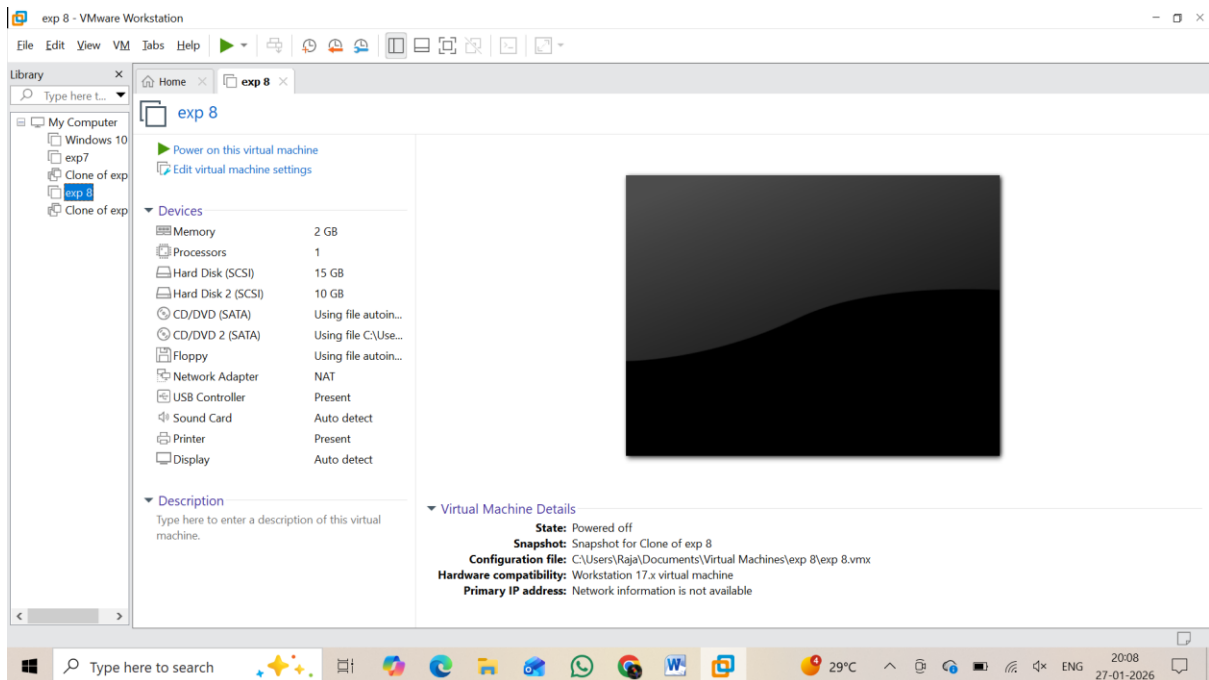 exp 8 - VMware Workstation
File Edit View VM Tabs Help
Library
Type here t...
My Computer
Windows 10
exp7
Clone of exp
exp 8
Clone of exp
Home
exp 8
exp 8
Power on this virtual machine
Edit virtual machine settings
Devices
Memory 2 GB
Processors 1
Hard Disk (SCSI) 15 GB
Hard Disk 2 (SCSI) 10 GB
CD/DVD (SATA) Using file autoin...
CD/DVD 2 (SATA) Using file C:\Use...
Floppy Using file autoin...
Network Adapter NAT
USB Controller Present
Sound Card Auto detect
Printer Present
Display Auto detect
Description
Type here to enter a description of this virtual
machine.
Virtual Machine Details
State: Powered off
Snapshot: Snapshot for Clone of exp 8
Configuration file: C:\Users\Raja\Documents\Virtual Machines\exp 8\exp 8.vmx
Hardware compatibility: Workstation 17.x virtual machine
Primary IP address: Network information is not available
Type here to search
4
29°C
ENG
20:08
27-01-2026